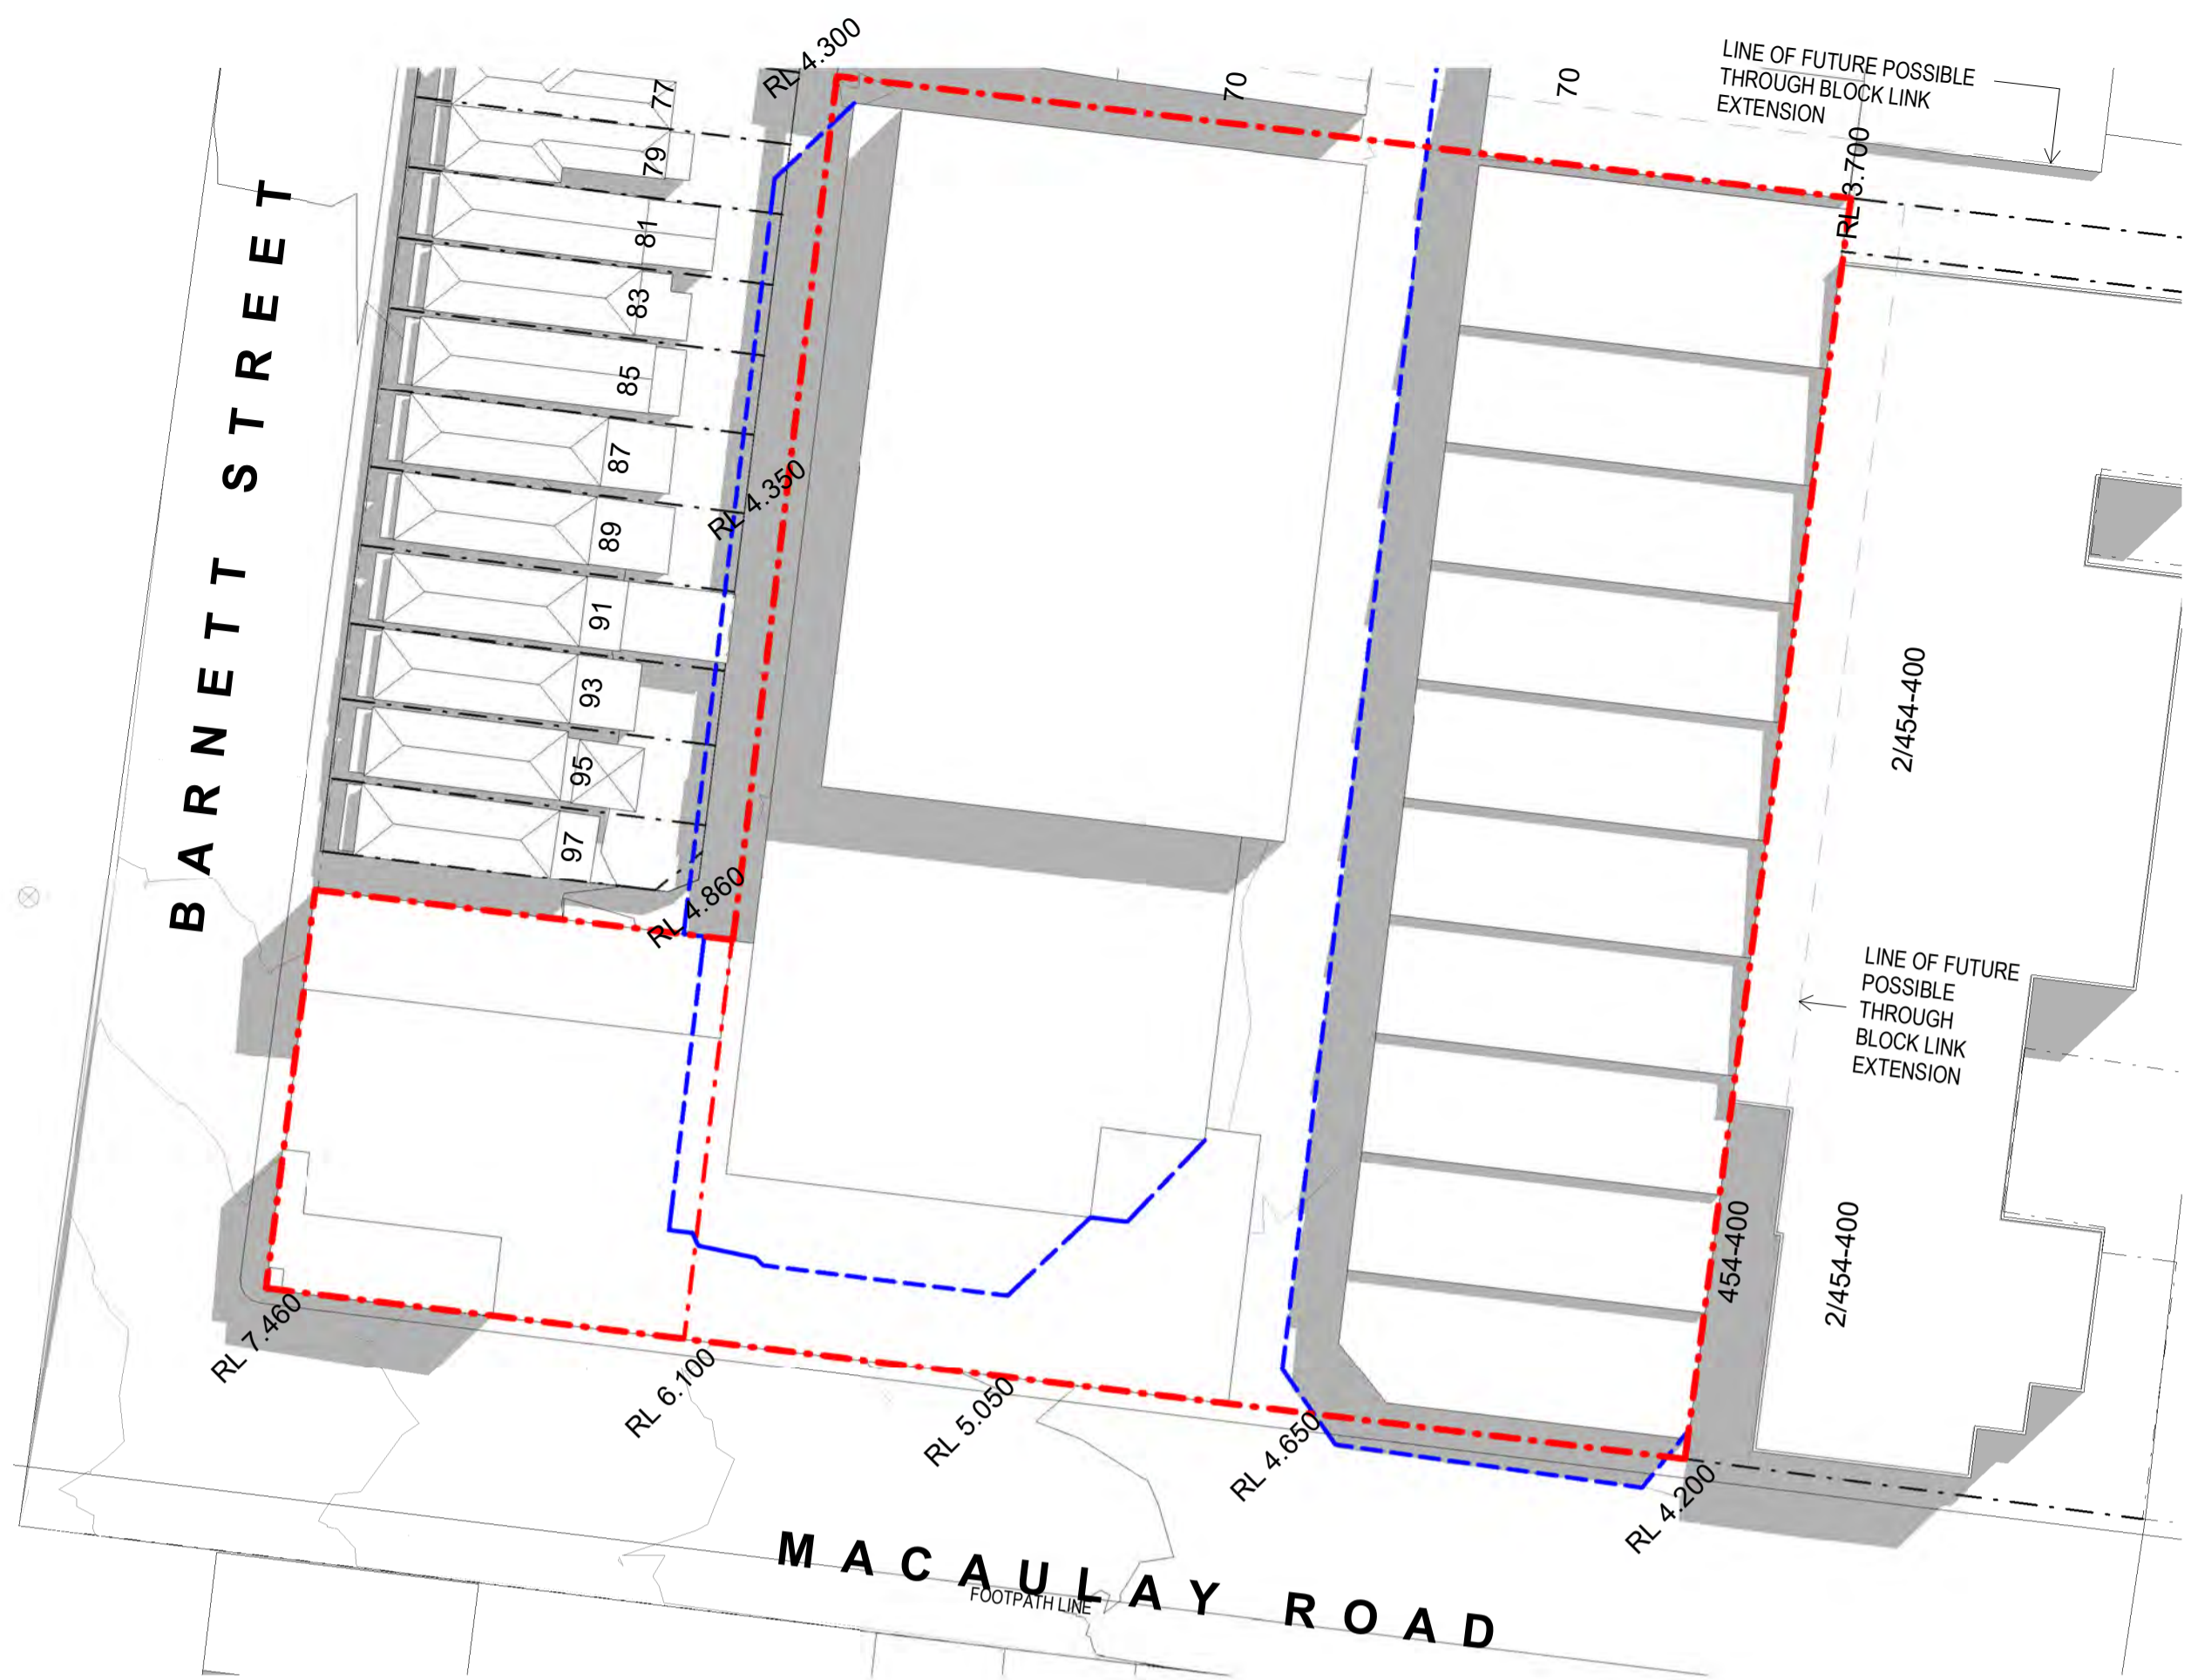 RL 4.300
70
70
LINE OF FUTURE POSSIBLE
THROUGH BLOCK LINK
EXTENSION
RL 3.700
77
79
81
83
85
87
89
91
93
95
97
BARNETT STREET
RL 4.350
RL 4.860
2/454-400
LINE OF FUTURE
POSSIBLE
THROUGH
BLOCK LINK
EXTENSION
454-400
2/454-400
RL 7.460
RL 6.100
RL 5.050
RL 4.650
RL 4.200
MACAULAY ROAD
FOOTPATH LINE